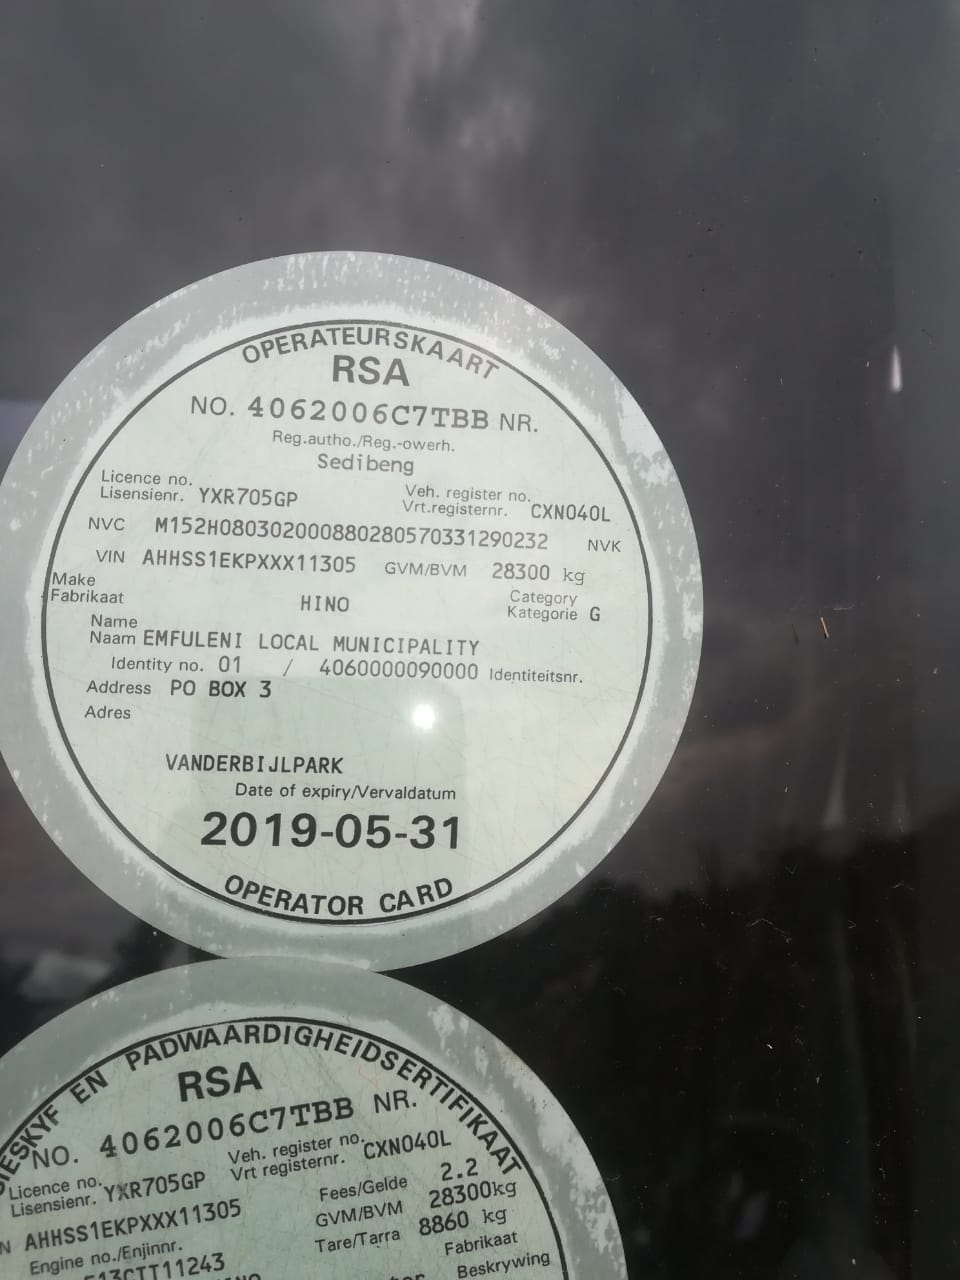 OPERATEURSKAART
RSA
NO. 4062006C7TBB NR.
Reg.autho./Reg.-owerh.
Sedibeng
Licence no.
Lisensienr. YXR705GP
Veh. register no.
Vrt.registernr. CXN040L
NVC M152H080302000880280570331290232 NVK
VIN AHHSS1EKPXXX11305 GVM/BVM 28300 kg
Make
Fabrikaat HINO
Category
Kategorie G
Name
Naam EMFULENI LOCAL MUNICIPALITY
Identity no. 01 / 4060000090000 Identiteitsnr.
Address PO BOX 3
Adres
VANDERBIJLPARK
Date of expiry/Vervaldatum
2019-05-31
OPERATOR CARD
EN PADWAARDIGHEIDSERTIFIKAAT
RSA
NO. 4062006C7TBB NR.
Licence no.
Lisensienr. YXR705GP
Veh. register no.
Vrt registernr. CXN040L
Fees/Gelde 2.2
AHHSS1EKPXXX11305 GVM/BVM 28300kg
Engine no./Enjinnr.
Tare/Tarra 8860 kg
Fabrikaat
Beskrywing